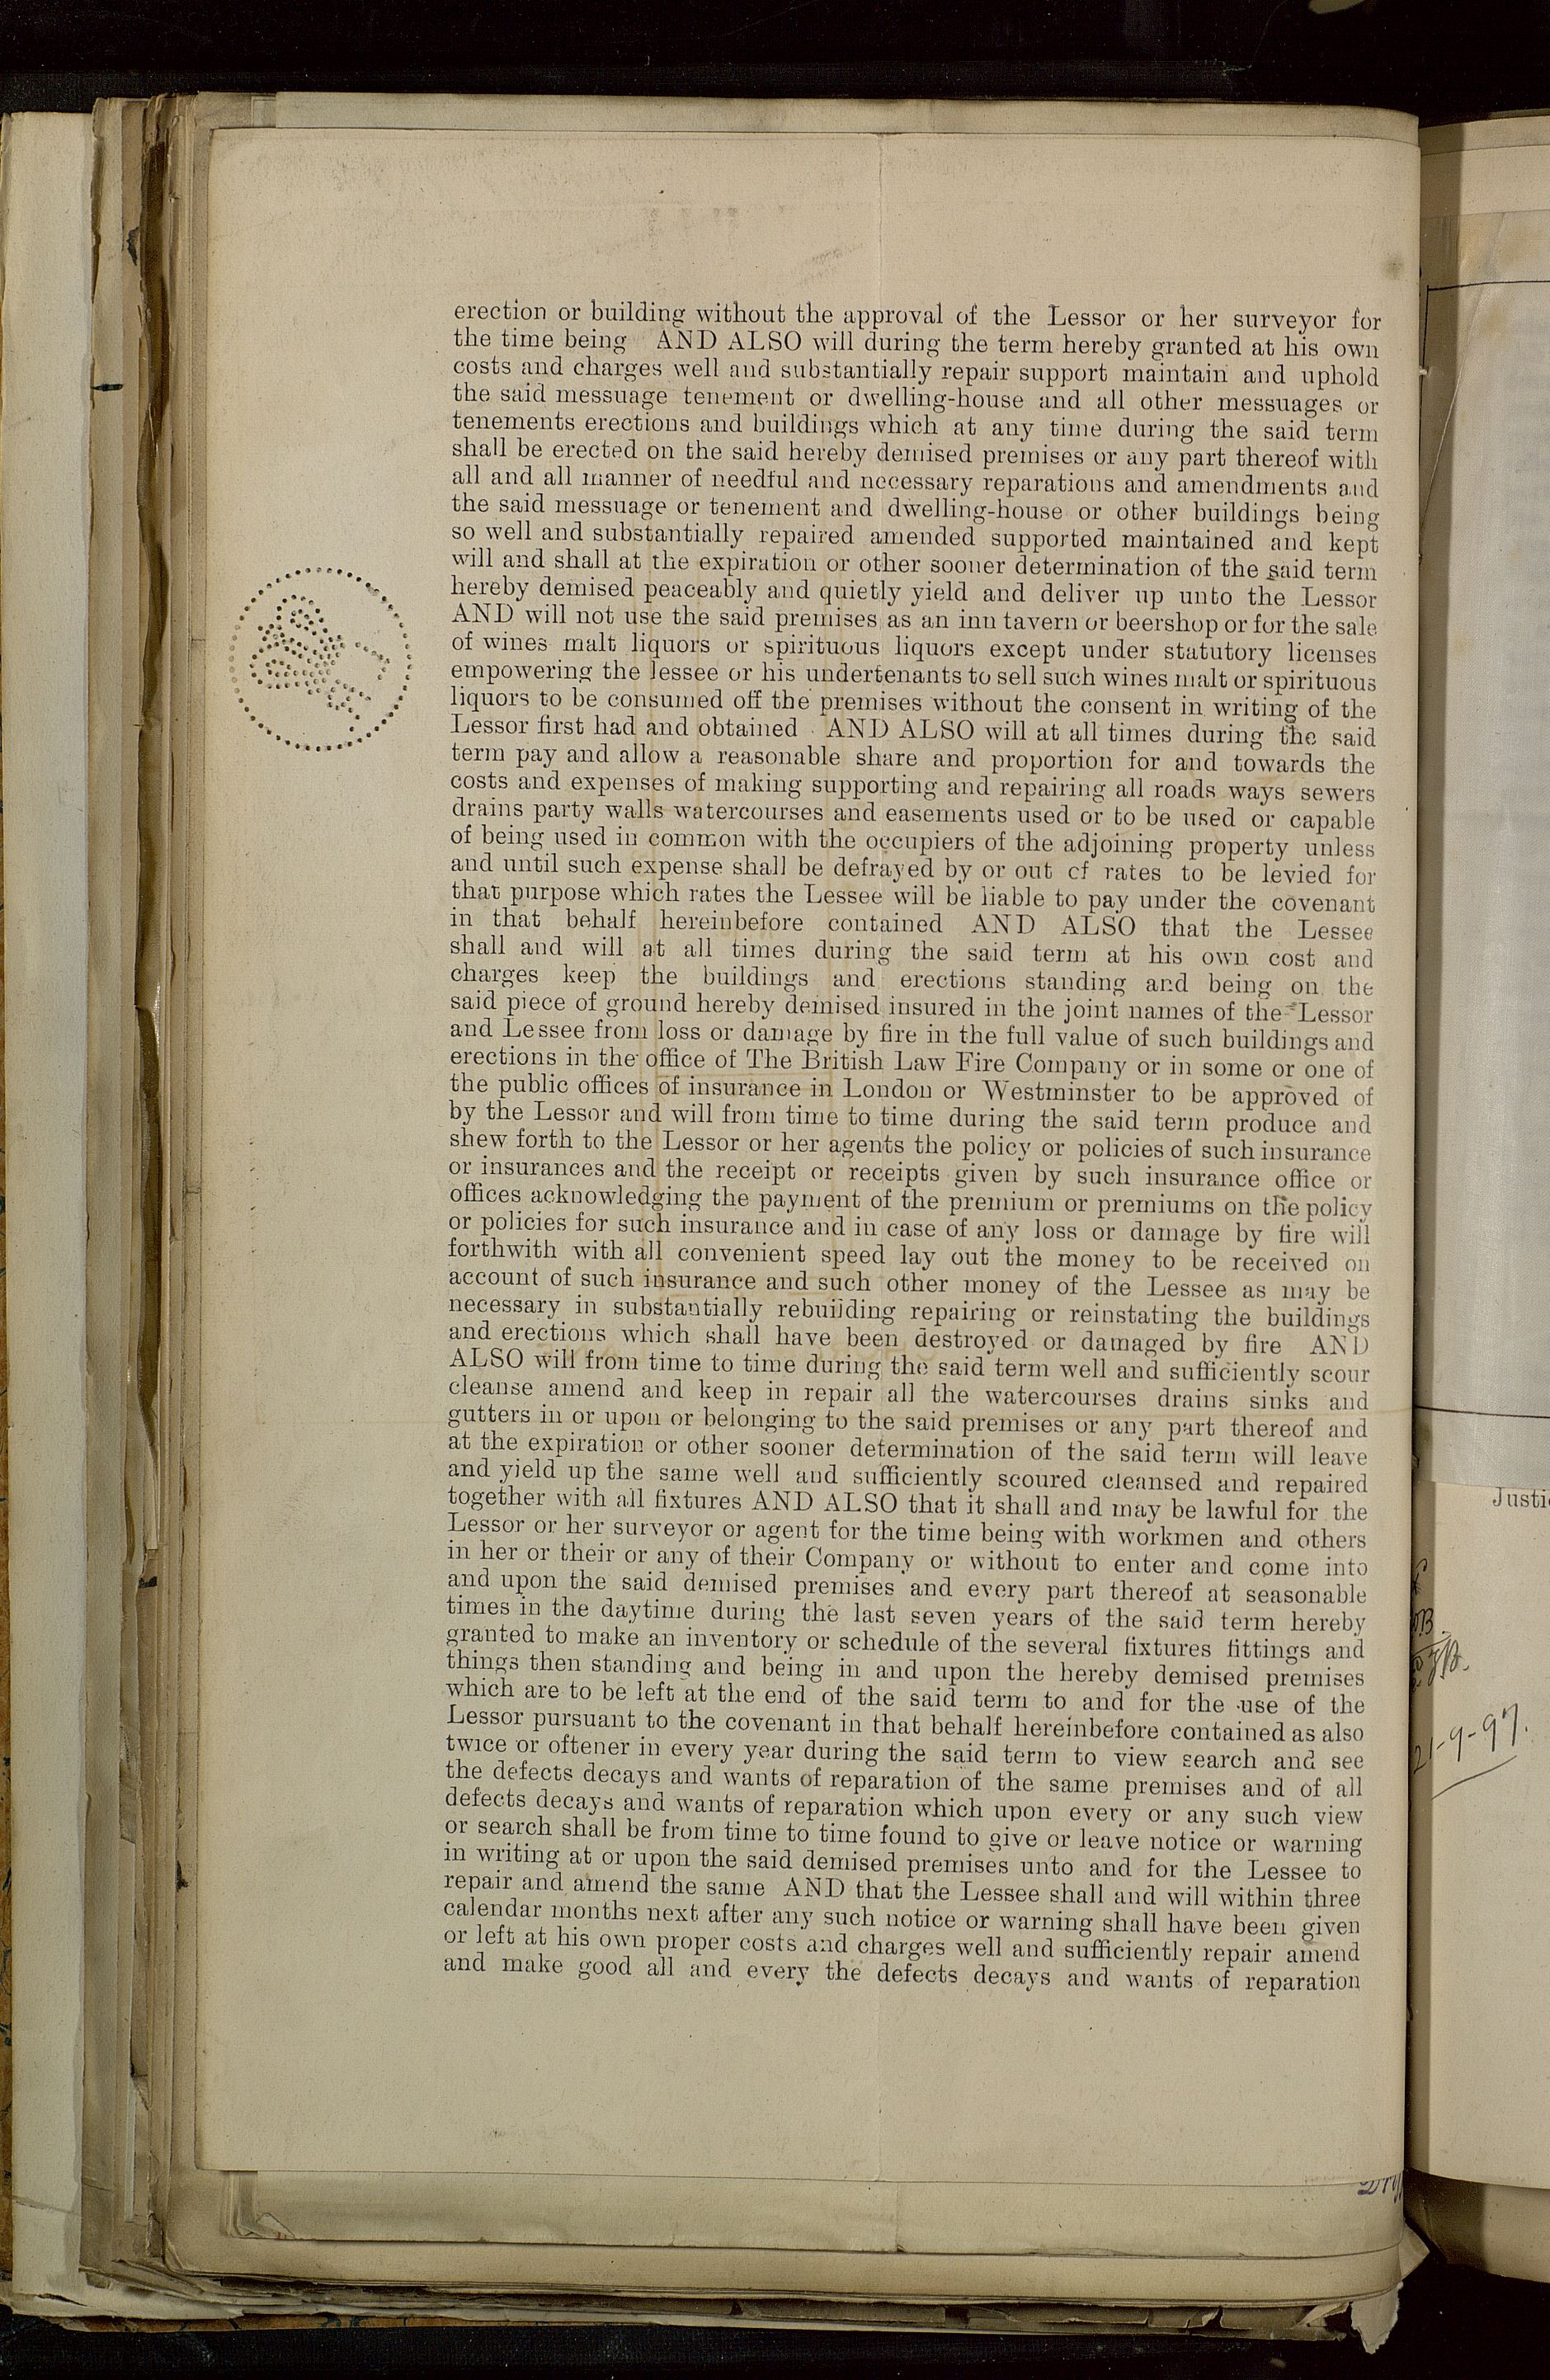 erection or building without the approval of the Lessor or her surveyor for
the time being AND ALSO will during the term hereby granted at his own
costs and charges well and substantially repair support maintain and uphold
the said messuage tenement or dwelling-house and all other messuages or
tenements erections and buildings which at any time during the said term
shall be erected on the said hereby demised premises or any part thereof with
all and all manner of needful and necessary reparations and amendments and
the said messuage or tenement and dwelling-house or other buildings being
so well and substantially repaired amended supported maintained and kept
will and shall at the expiration or other sooner determination of the said term
hereby demised peaceably and quietly yield and deliver up unto the Lessor
AND will not use the said premises as an inn tavern or beershop or for the sale
of wines malt liquors or spirituous liquors except under statutory licenses
empowering the lessee or his undertenants to sell such wines malt or spirituous
liquors to be consumed off the premises without the consent in writing of the
Lessor first had and obtained AND ALSO will at all times during the said
term pay and allow a reasonable share and proportion for and towards the
costs and expenses of making supporting and repairing all roads ways sewers
drains party walls watercourses and easements used or to be used or capable
of being used in common with the occupiers of the adjoining property unless
and until such expense shall be defrayed by or out of rates to be levied for
that purpose which rates the Lessee will be liable to pay under the covenant
in that behalf hereinbefore contained AND ALSO that the Lessee
shall and will at all times during the said term at his own cost and
charges keep the buildings and erections standing and being on the
said piece of ground hereby demised insured in the joint names of the Lessor
and Lessee from loss or damage by fire in the full value of such buildings and
erections in the office of The British Law Fire Company or in some or one of
the public offices of insurance in London or Westminster to be approved of
by the Lessor and will from time to time during the said term produce and
shew forth to the Lessor or her agents the policy or policies of such insurance
or insurances and the receipt or receipts given by such insurance office or
offices acknowledging the payment of the premium or premiums on the policy
or policies for such insurance and in case of any loss or damage by fire will
forthwith with all convenient speed lay out the money to be received on
account of such insurance and such other money of the Lessee as may be
necessary in substantially rebuilding repairing or reinstating the buildings
and erections which shall have been destroyed or damaged by fire AND
ALSO will from time to time during the said term well and sufficiently scour
cleanse amend and keep in repair all the watercourses drains sinks and
gutters in or upon or belonging to the said premises or any part thereof and
at the expiration or other sooner determination of the said term will leave
and yield up the same well and sufficiently scoured cleansed and repaired
together with all fixtures AND ALSO that it shall and may be lawful for the
Lessor or her surveyor or agent for the time being with workmen and others
in her or their or any of their Company or without to enter and come into
and upon the said demised premises and every part thereof at seasonable
times in the daytime during the last seven years of the said term hereby
granted to make an inventory or schedule of the several fixtures fittings and
things then standing and being in and upon the hereby demised premises
which are to be left at the end of the said term to and for the use of the
Lessor pursuant to the covenant in that behalf hereinbefore contained as also
twice or oftener in every year during the said term to view search and see
the defects decays and wants of reparation of the same premises and of all
defects decays and wants of reparation which upon every or any such view
or search shall be from time to time found to give or leave notice or warning
in writing at or upon the said demised premises unto and for the Lessee to
repair and amend the same AND that the Lessee shall and will within three
calendar months next after any such notice or warning shall have been given
or left at his own proper costs and charges well and sufficiently repair amend
and make good all and every the defects decays and wants of reparation
Justi
21-9-97.